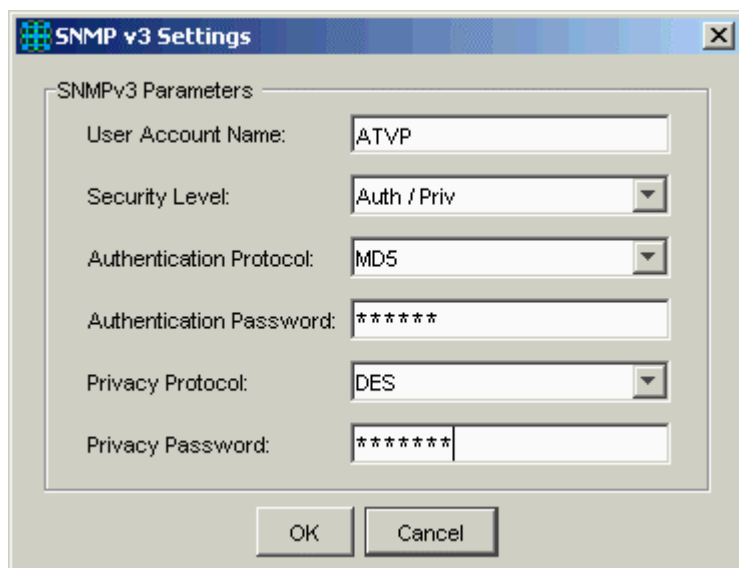 SNMP v3 Settings
SNMPv3 Parameters
User Account Name: ATVP
Security Level: Auth / Priv
Authentication Protocol: MD5
Authentication Password: ******
Privacy Protocol: DES
Privacy Password: *******
OK Cancel